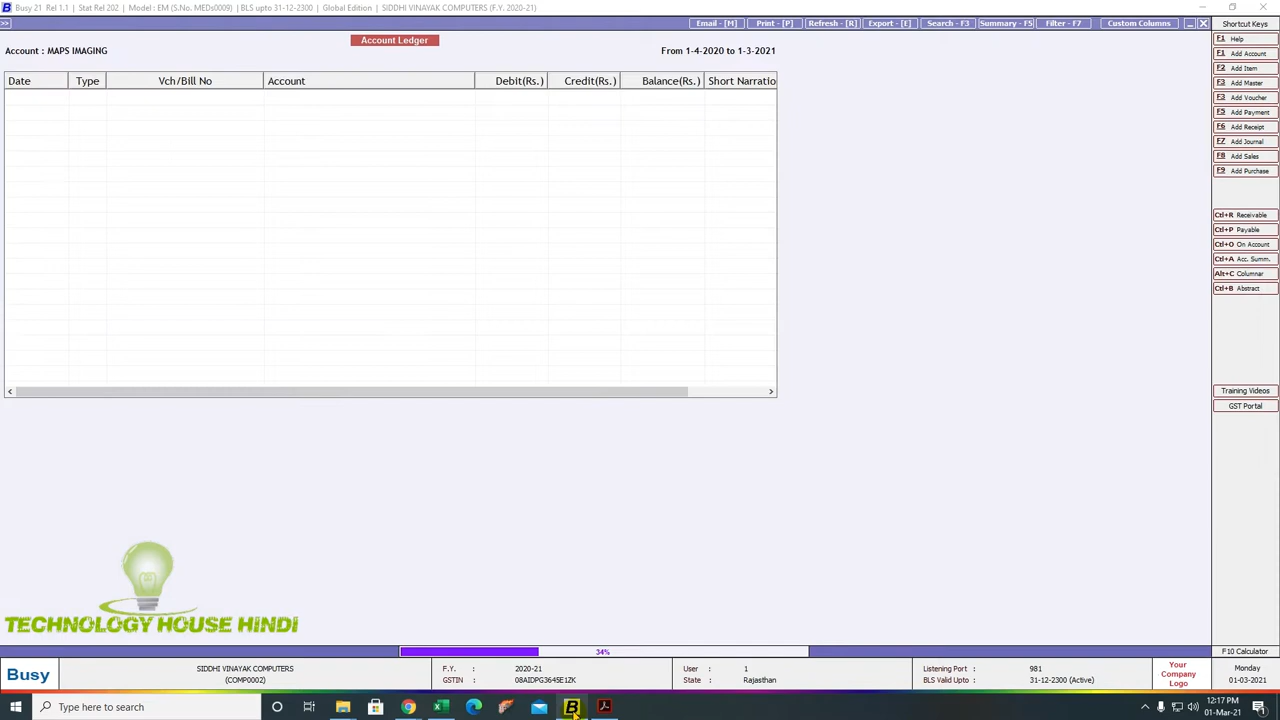 Busy 21 Rel 1.1 | Stat Rel 202 | Model : EM (S.No. MEDs0009) | BLS upto 31-12-2300 | Global Edition | SIDDHI VINAYAK COMPUTERS (F.Y. 2020-21)
>> Email - [M] Print - [P] Refresh - [R] Export - [E] Search - F3 Summary - F5 Filter - F7 Custom Columns
Shortcut Keys
Account Ledger
Account : MAPS IMAGING From 1-4-2020 to 1-3-2021
Date Type Vch/Bill No Account Debit(Rs.) Credit(Rs.) Balance(Rs.) Short Narratio
F1 Help
F1 Add Account
F2 Add Item
F3 Add Master
F3 Add Voucher
F5 Add Payment
F6 Add Receipt
F7 Add Journal
F8 Add Sales
F9 Add Purchase
Ctl+R Receivable
Ctl+P Payable
Ctl+O On Account
Ctl+A Acc. Summ.
Alt+C Columnar
Ctl+B Abstract
Training Videos
GST Portal
TECHNOLOGY HOUSE HINDI
34%
F10 Calculator
Busy
SIDDHI VINAYAK COMPUTERS
(COMP0002)
F.Y. : 2020-21
GSTIN : 08AIDPG3645E1ZK
User : 1
State : Rajasthan
Listening Port : 981
BLS Valid Upto : 31-12-2300 (Active)
Your
Company
Logo
Monday
01-03-2021
Type here to search
12:17 PM
01-Mar-21